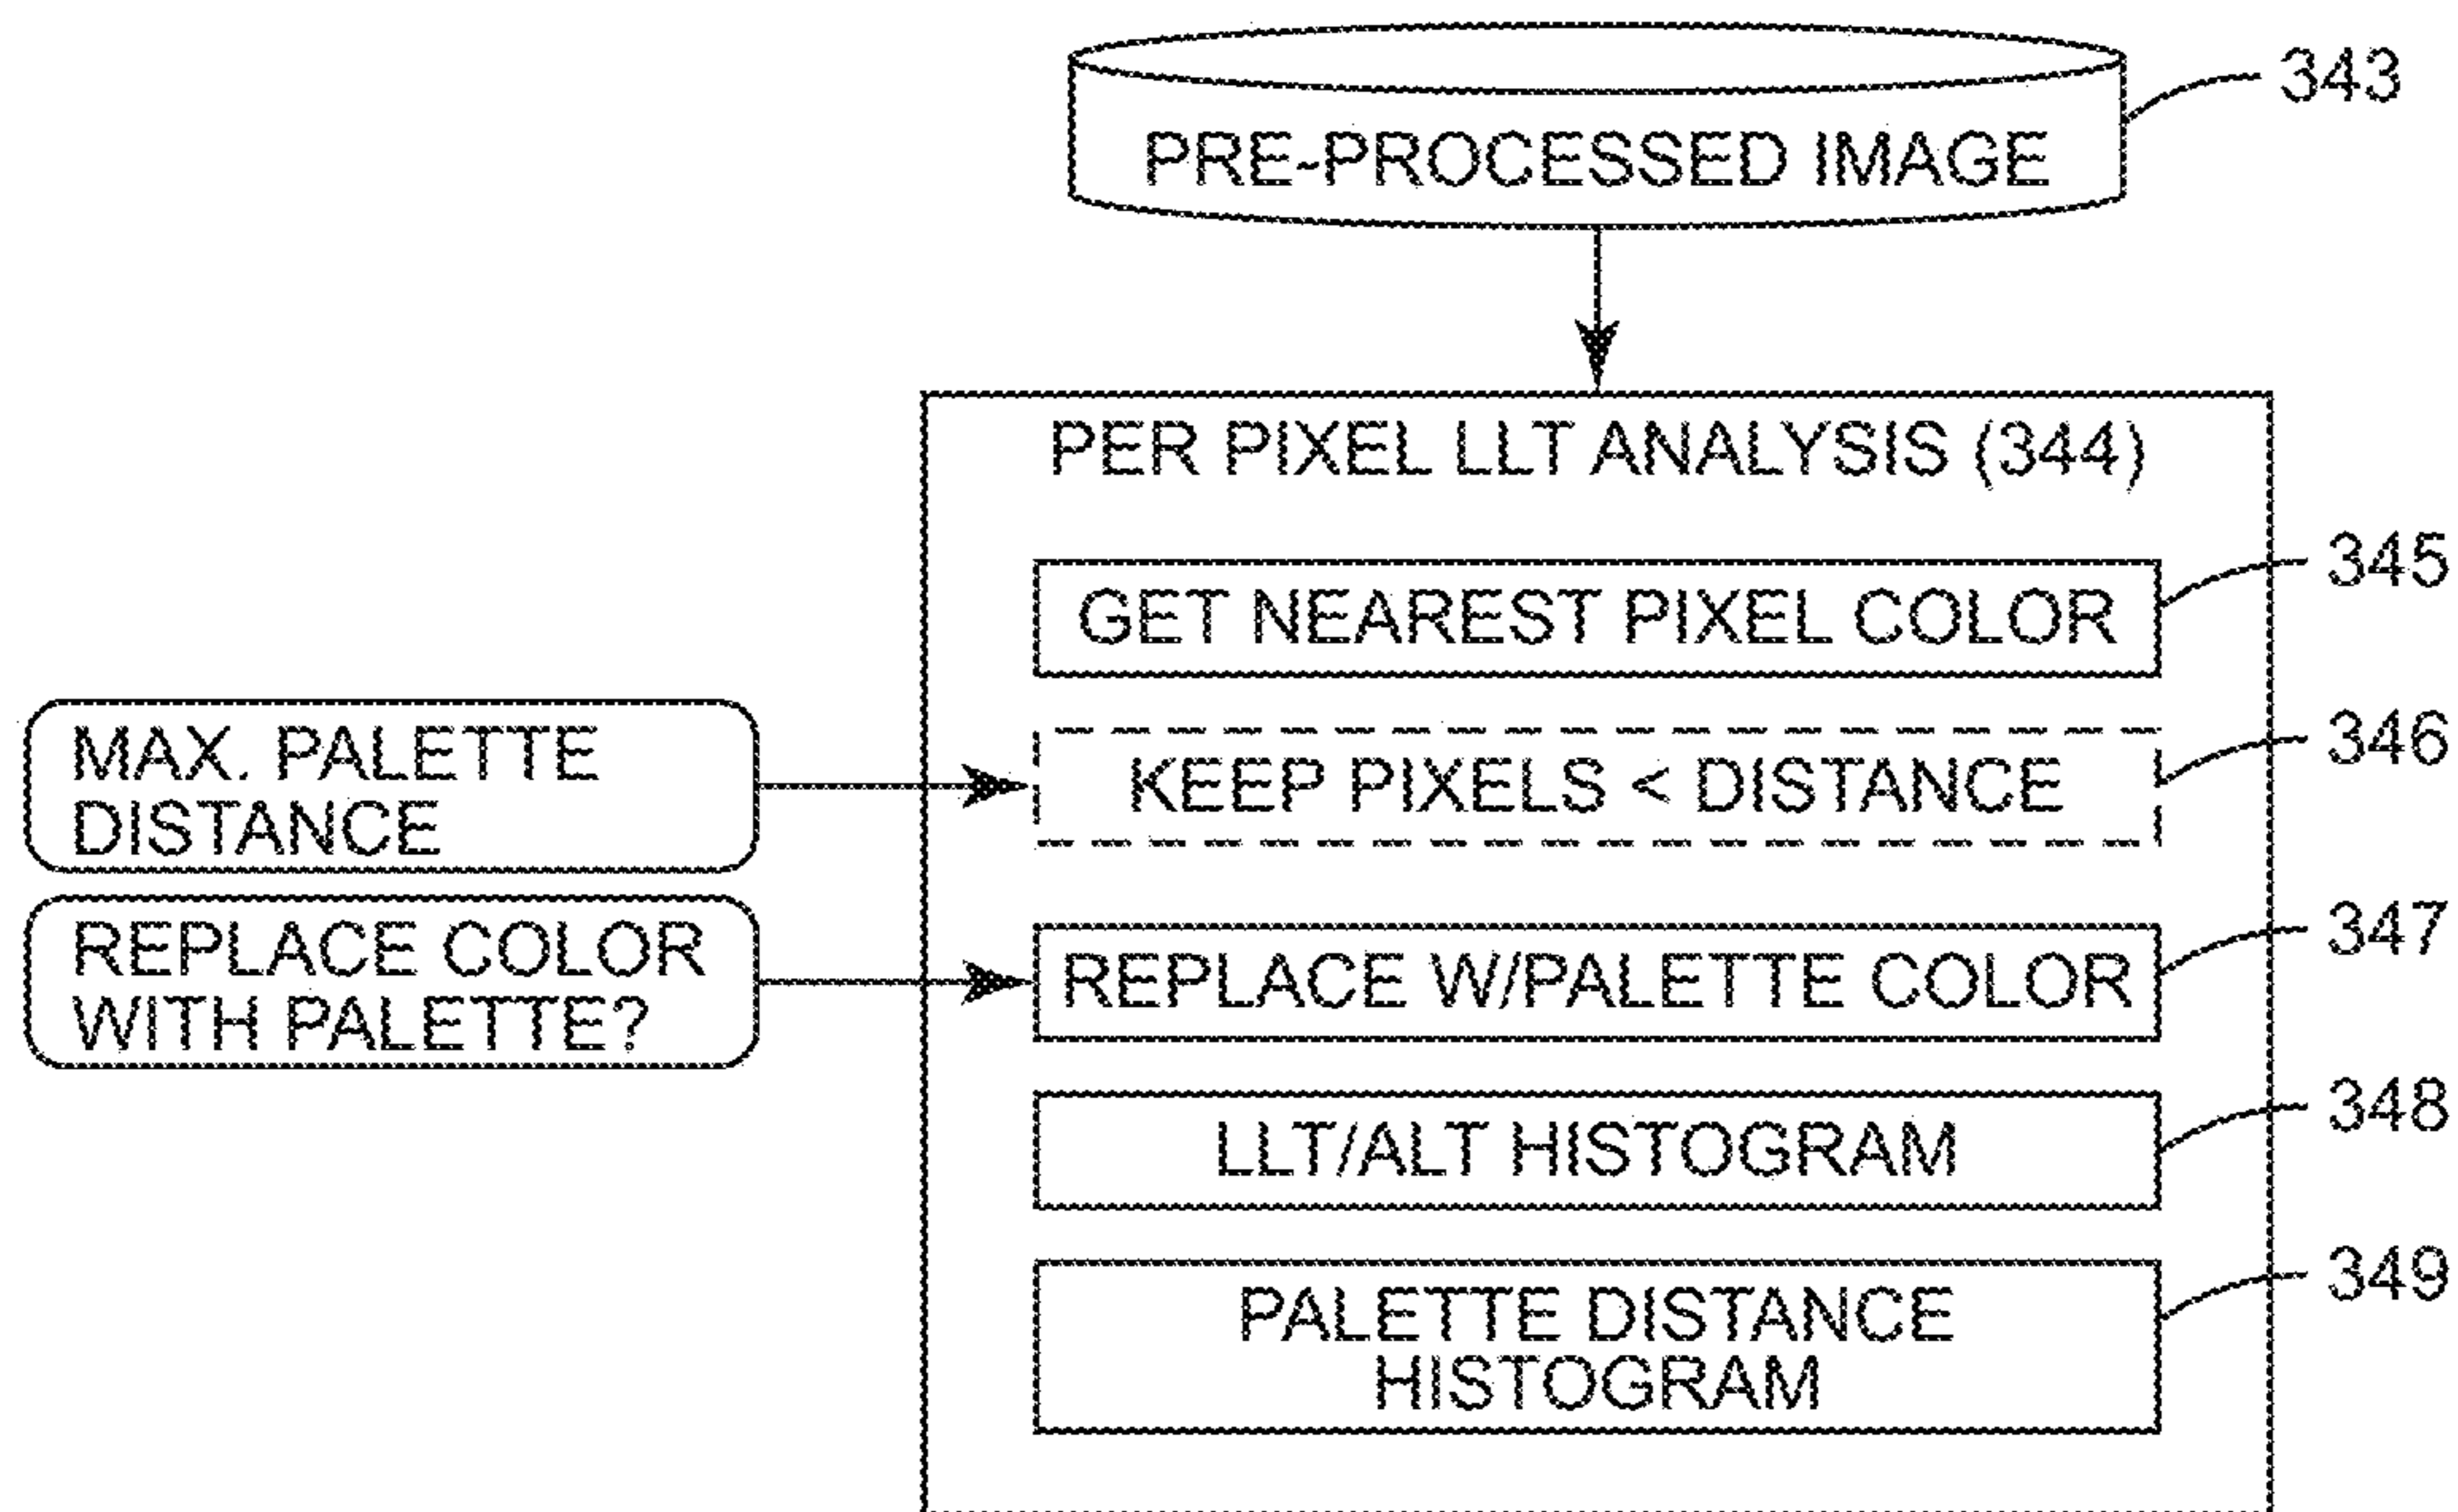 343
PRE-PROCESSED IMAGE
PER PIXEL LLT ANALYSIS (344)
345
GET NEAREST PIXEL COLOR
346
MAX. PALETTE
DISTANCE
KEEP PIXELS < DISTANCE
347
REPLACE COLOR
WITH PALETTE?
REPLACE W/PALETTE COLOR
348
LLT/ALT HISTOGRAM
349
PALETTE DISTANCE
HISTOGRAM